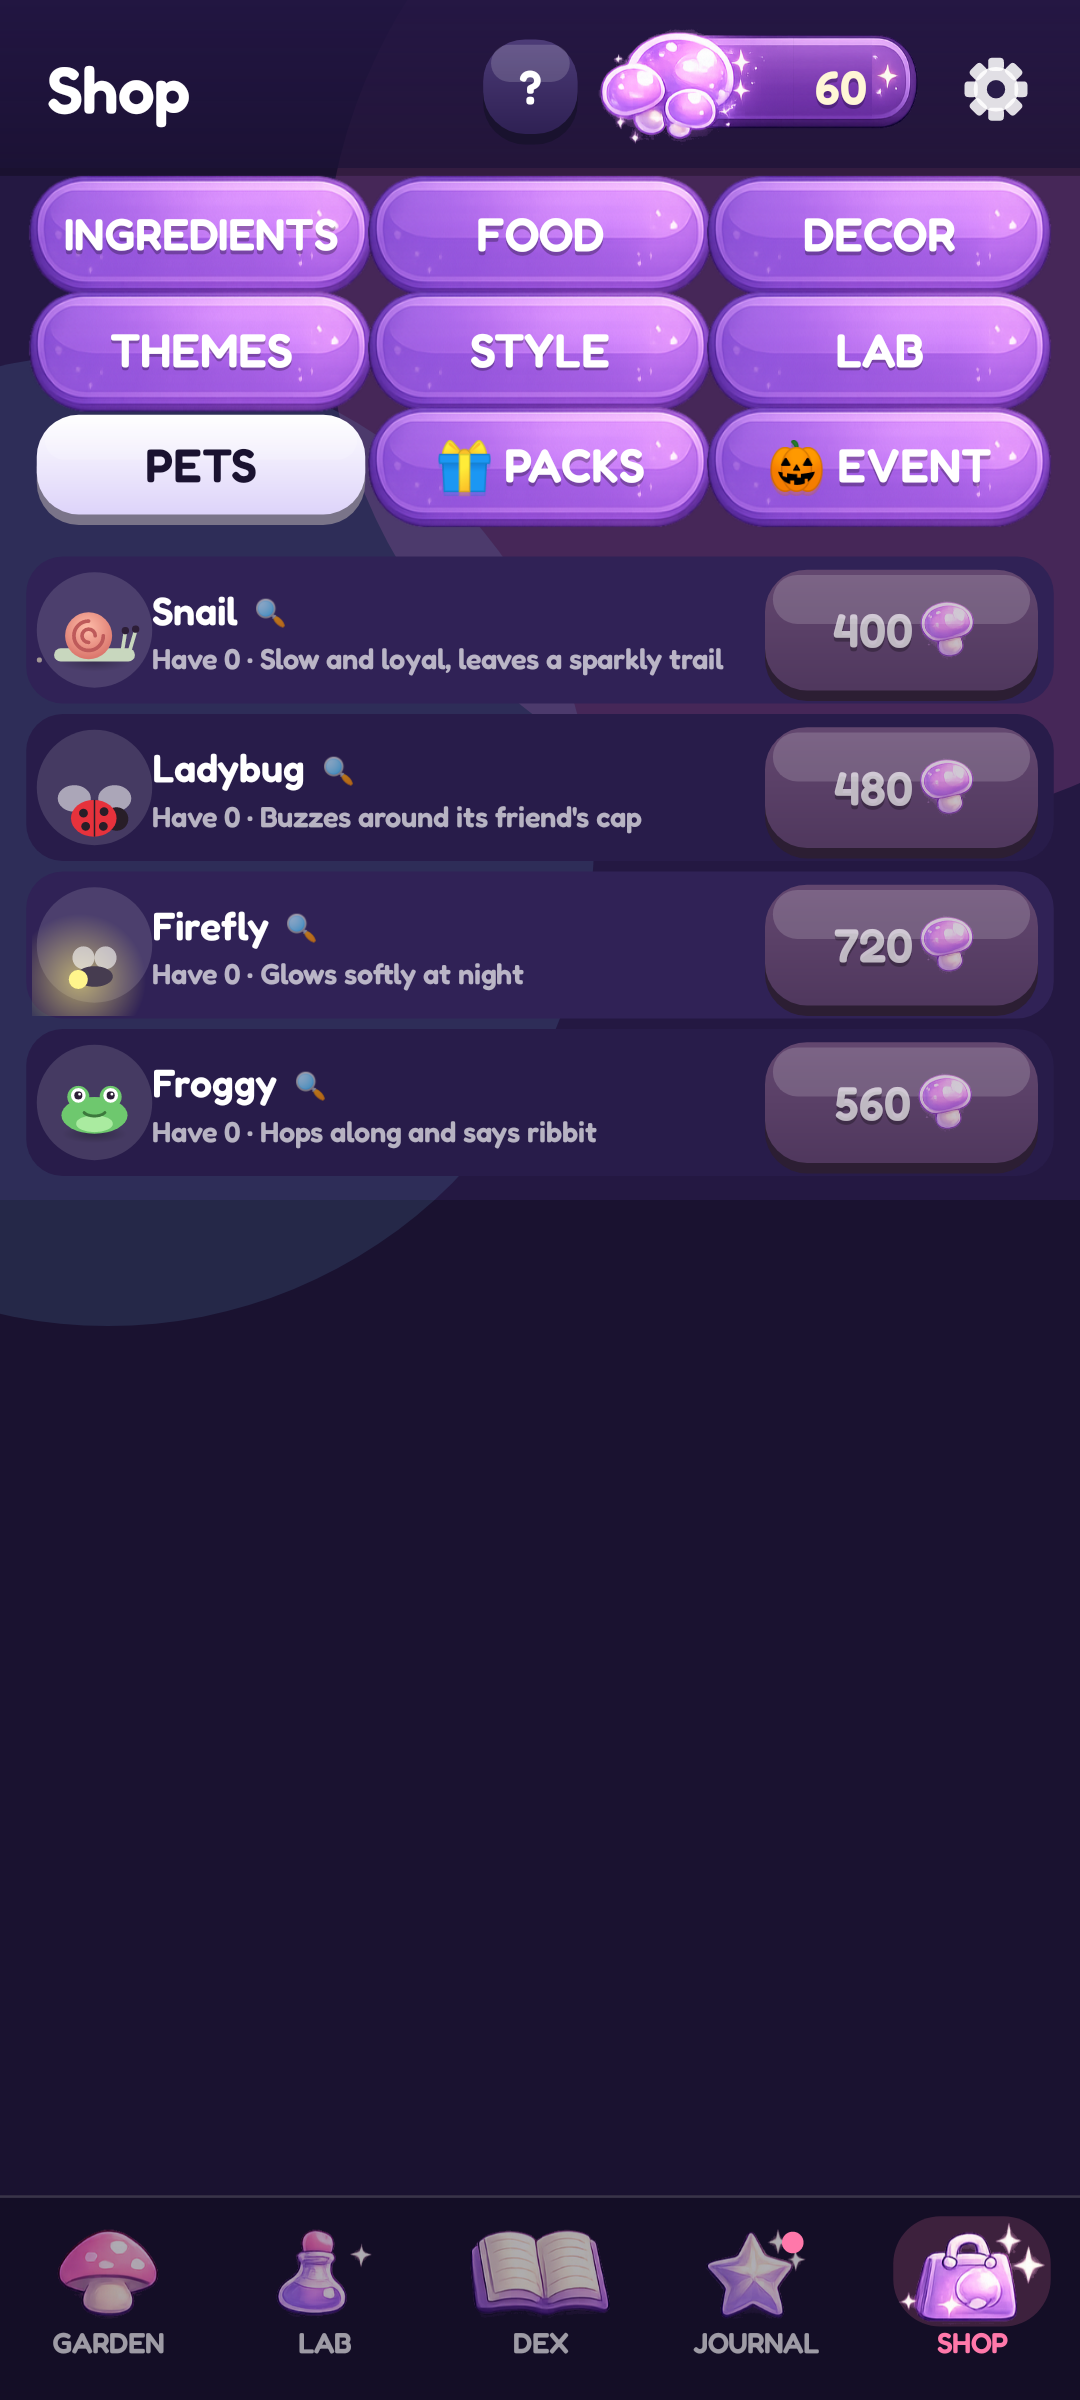 Shop
?
60
INGREDIENTS
FOOD
DECOR
THEMES
STYLE
LAB
PETS
PACKS
EVENT
Snail
Have 0 · Slow and loyal, leaves a sparkly trail
400
Ladybug
Have 0 · Buzzes around its friend's cap
480
Firefly
Have 0 · Glows softly at night
720
Froggy
Have 0 · Hops along and says ribbit
560
GARDEN
LAB
DEX
JOURNAL
SHOP